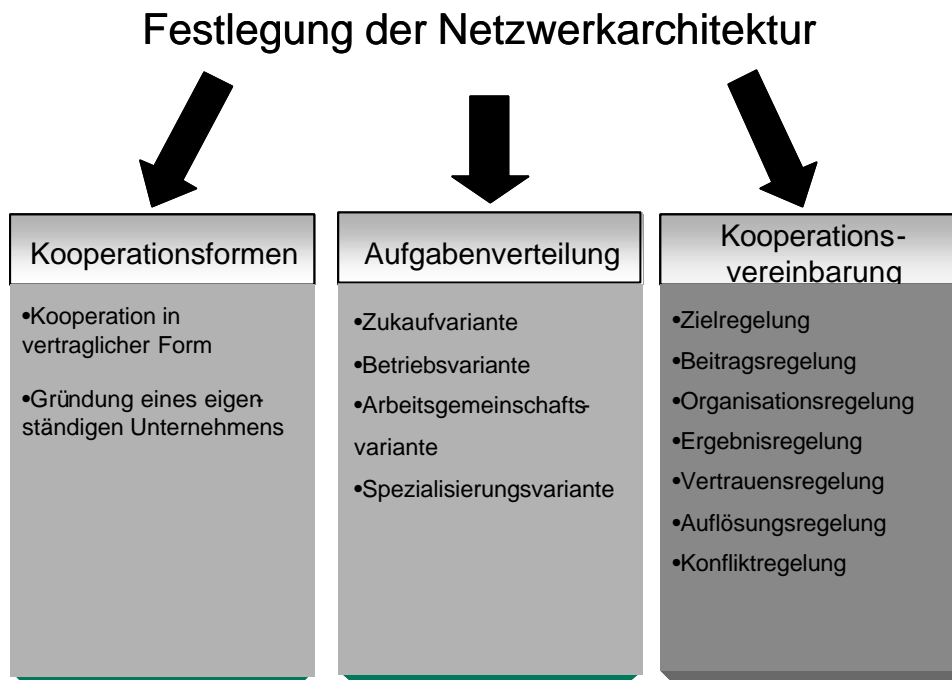 Festlegung der Netzwerkarchitektur
Kooperationsformen
•Kooperation in
vertraglicher Form
•Gründung eines eigen-
ständigen Unternehmens
Aufgabenverteilung
•Zukaufvariante
•Betriebsvariante
•Arbeitsgemeinschafts-
variante
•Spezialisierungsvariante
Kooperations-
vereinbarung
•Zielregelung
•Beitragsregelung
•Organisationsregelung
•Ergebnisregelung
•Vertrauensregelung
•Auflösungsregelung
•Konfliktregelung